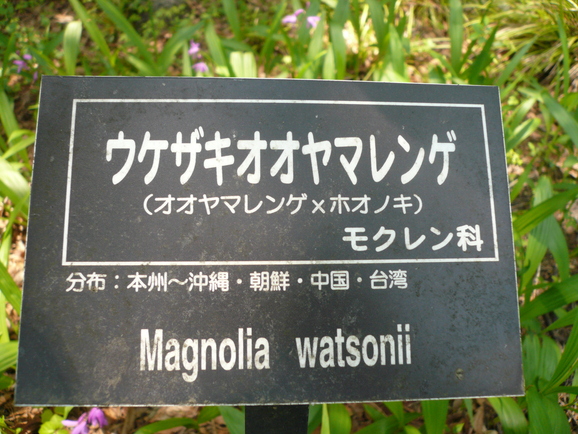 ウケザキオオヤマレンゲ
（オオヤマレンゲ×ホオノキ）
モクレン科
分布：本州～沖縄・朝鮮・中国・台湾
Magnolia watsonii